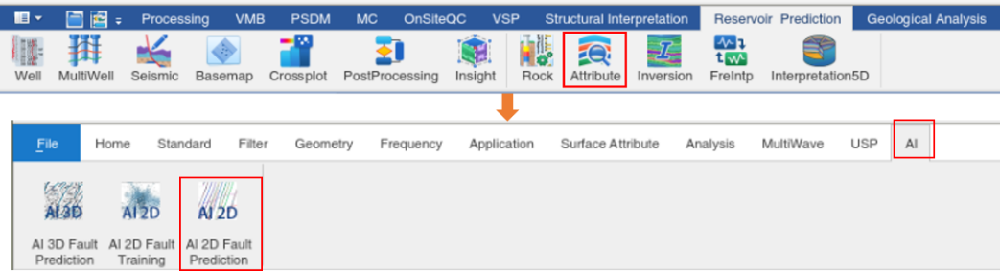 Processing VMB PSDM MC OnSiteQC VSP Structural Interpretation Reservoir Prediction Geological Analysis
Well MultiWell Seismic Basemap Crossplot PostProcessing Insight Rock Attribute Inversion FreIntp Interpretation5D
File Home Standard Filter Geometry Frequency Application Surface Attribute Analysis MultiWave USP AI
AI 3D AI 2D AI 2D
AI 3D Fault AI 2D Fault AI 2D Fault
Prediction Training Prediction